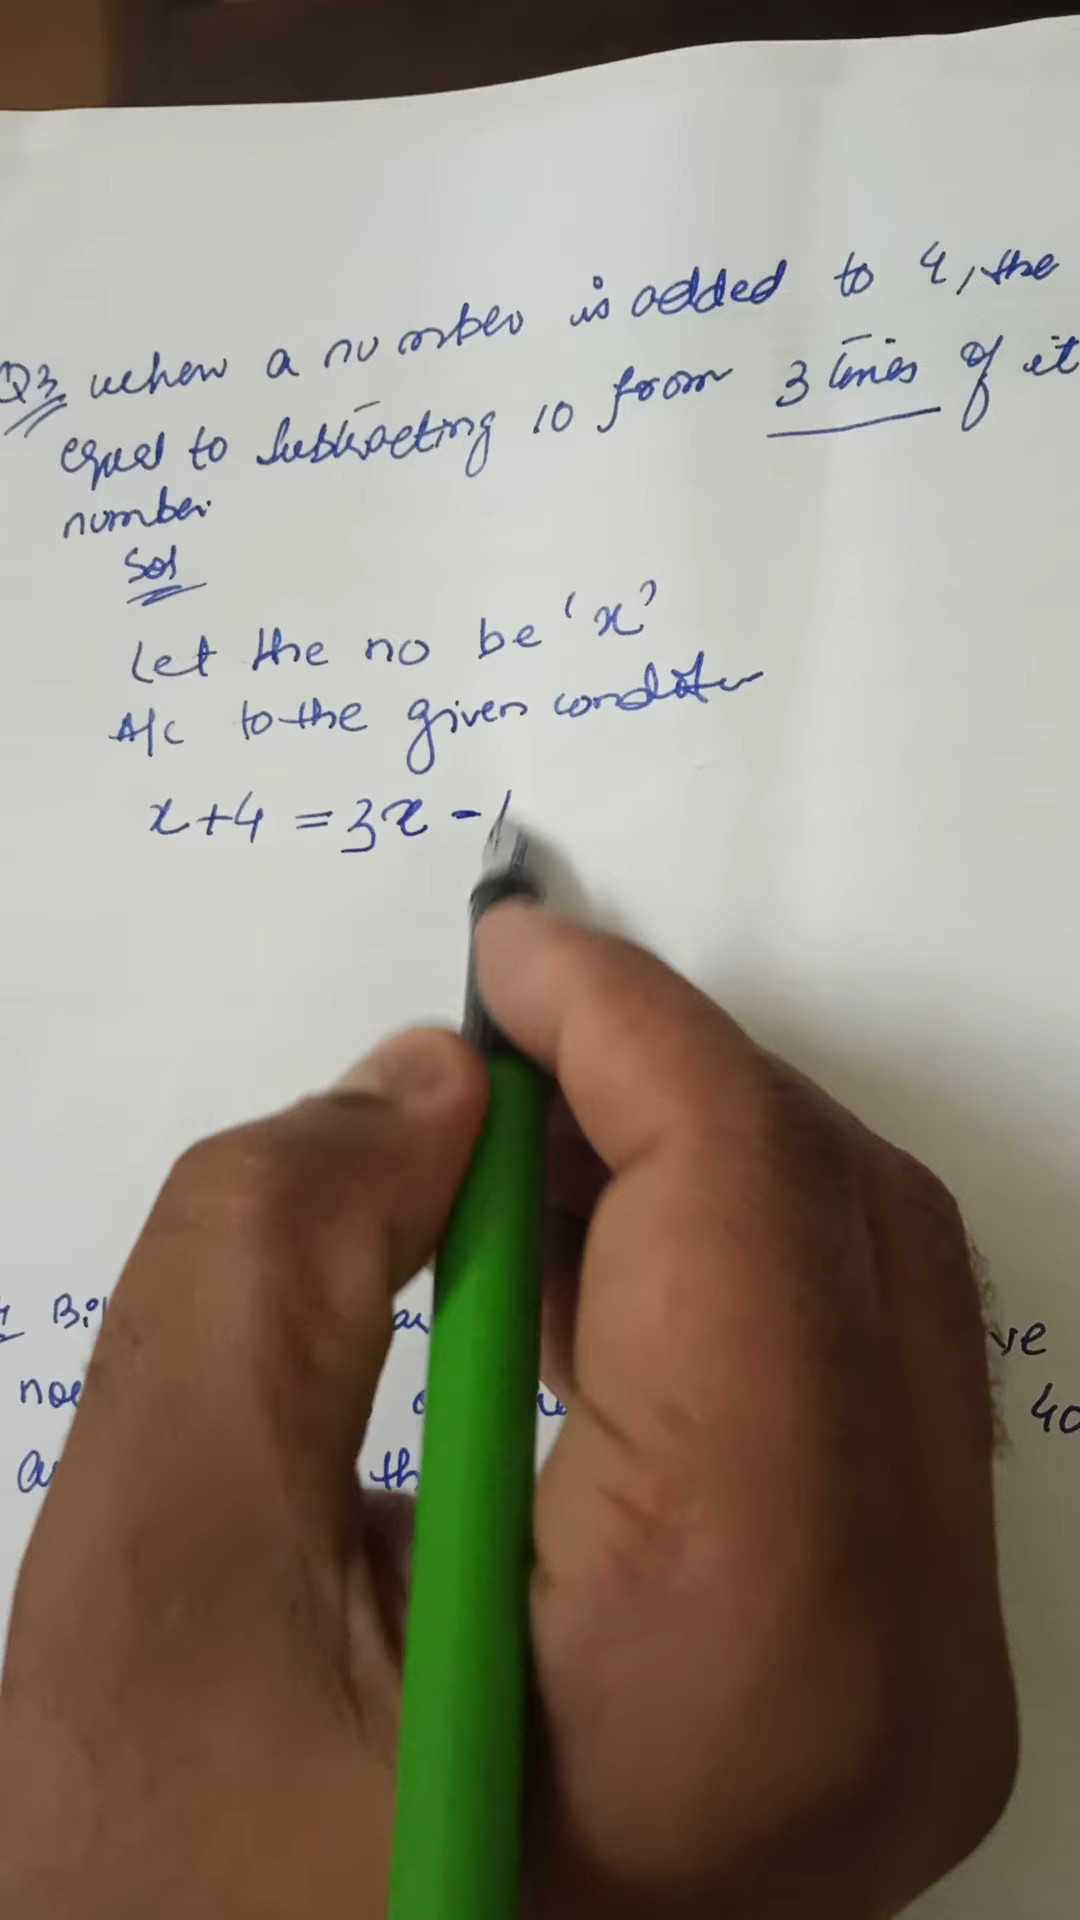 Q3 when a number is added to 4, the
equal to subtracting 10 from 3 times of it
number.
Sol
Let the no be 'x'
A/c to the given condition
x+4 = 3x - 1
Bi
ve
40
th